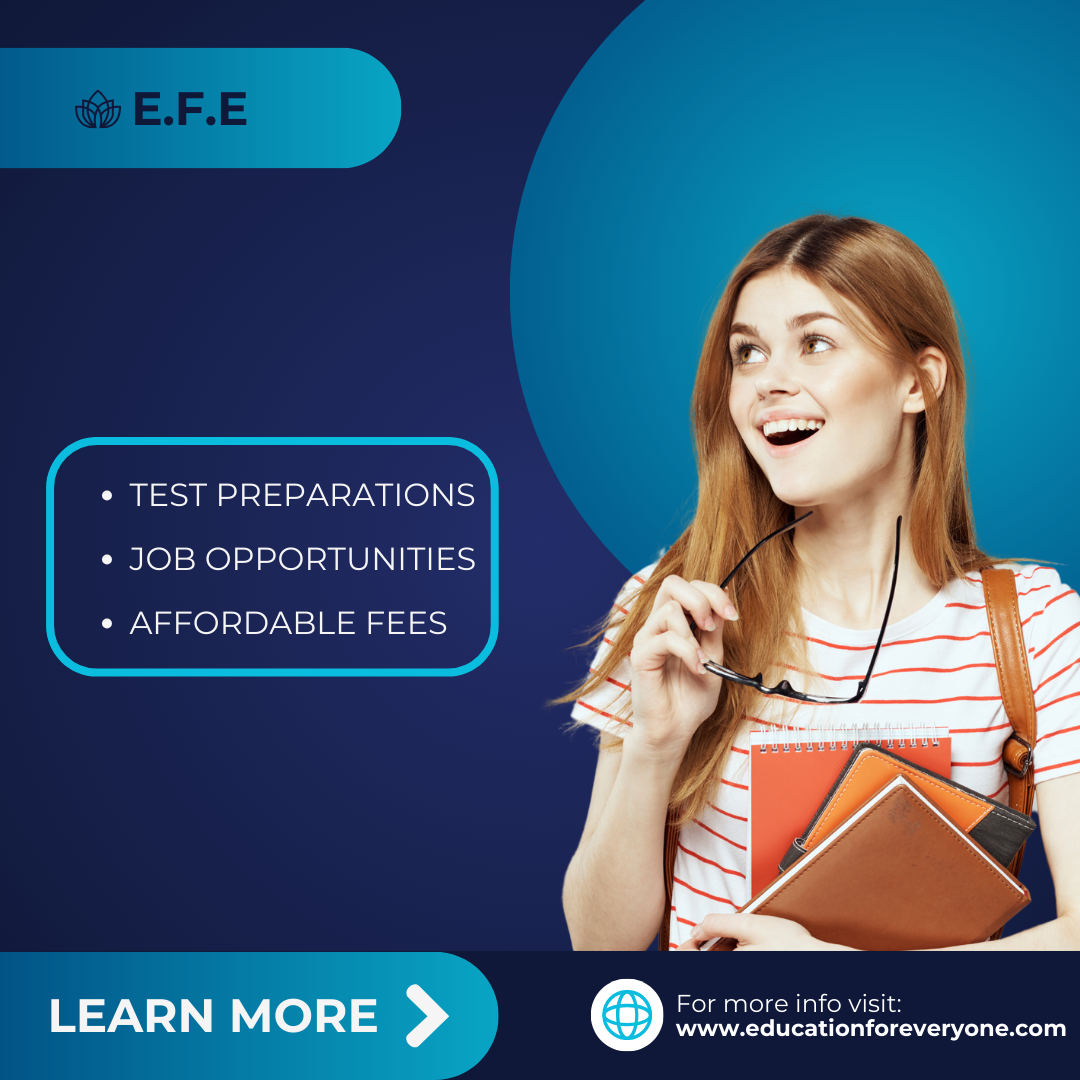 E.F.E
• TEST PREPARATIONS
• JOB OPPORTUNITIES
• AFFORDABLE FEES
LEARN MORE
For more info visit:
www.educationforeveryone.com